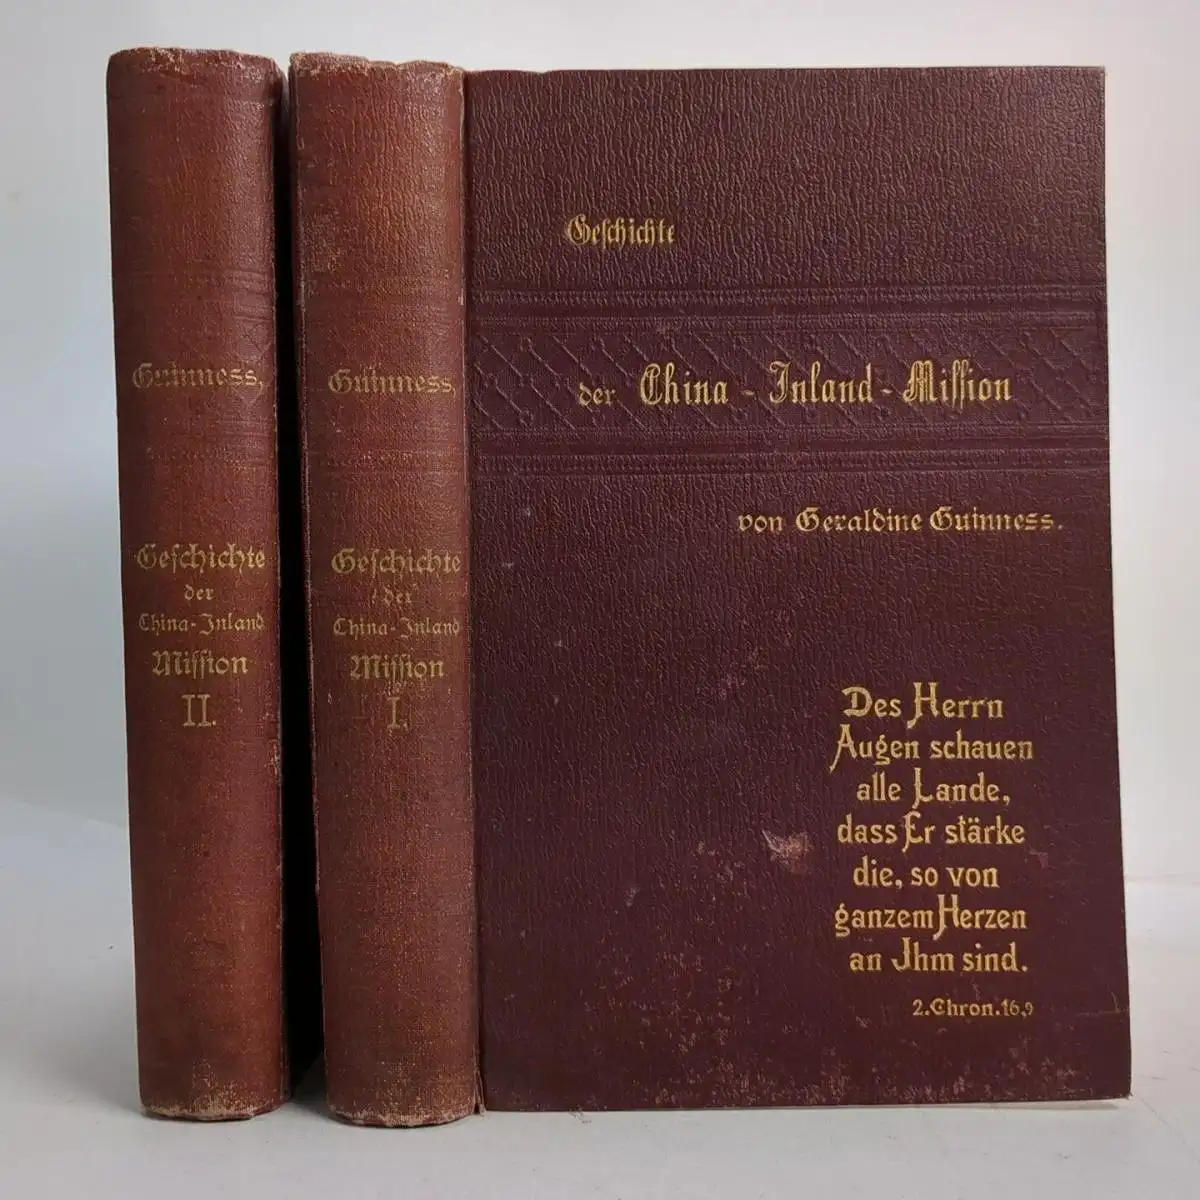 Guinness,
Geschichte
der
China-Inland
Mission
II.
Guinness,
Geschichte
der
China-Inland
Mission
I.
Geschichte
der China-Inland-Mission
von Geraldine Guinness.
Des Herrn
Augen schauen
alle Lande,
dass Er stärke
die, so von
ganzem Herzen
an Ihm sind.
2.Chron.16,9